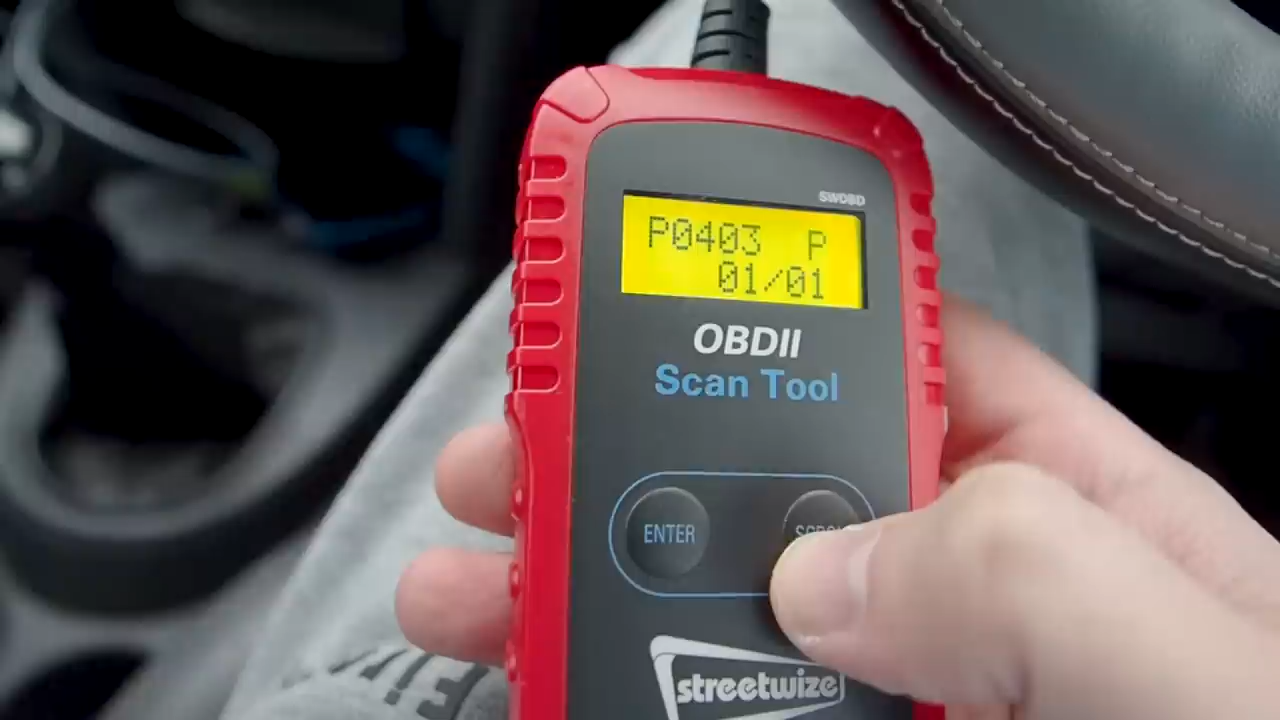 SWOBD
P0403 P
01/01
OBDII
Scan Tool
ENTER
streetwize